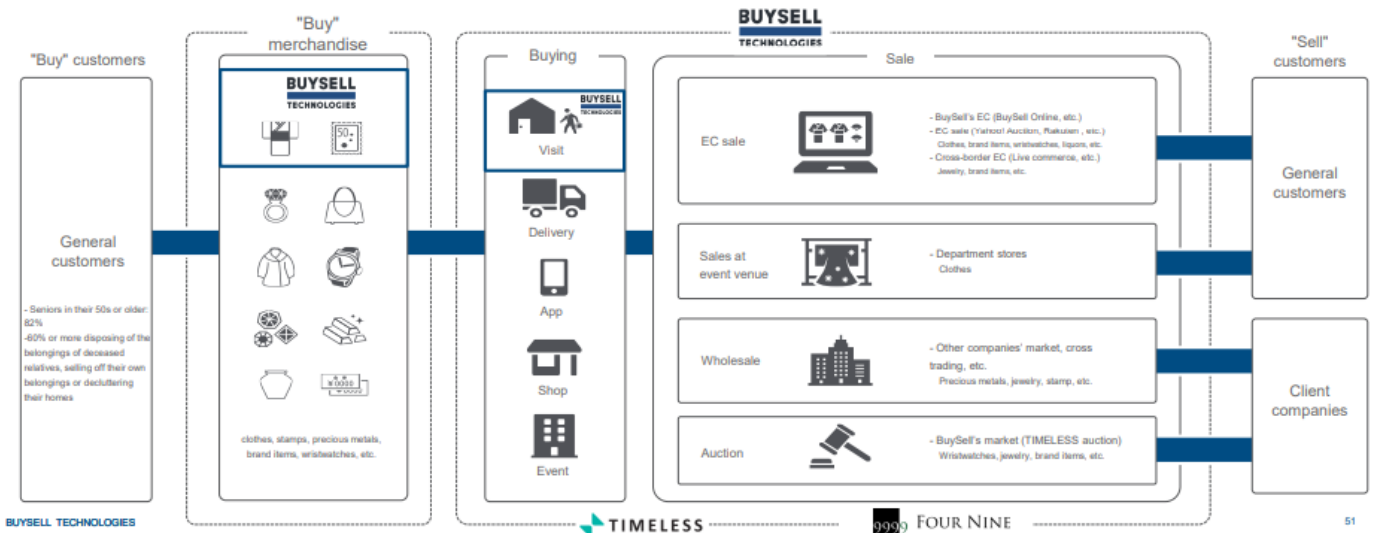 BUYSELL
TECHNOLOGIES
"Buy" customers
General
customers
- Seniors in their 50s or older:
82%
-60% or more disposing of the
belongings of deceased
relatives, selling off their own
belongings or decluttering
their homes
"Buy"
merchandise
BUYSELL
TECHNOLOGIES
50
¥0000
¥0000
clothes, stamps, precious metals,
brand items, wristwatches, etc.
Buying
BUYSELL
TECHNOLOGIES
Visit
Delivery
App
Shop
Event
Sale
EC sale
- BuySell's EC (BuySell Online, etc.)
- EC sale (Yahoo! Auction, Rakuten , etc.)
Clothes, brand items, wristwatches, liquors, etc.
- Cross-border EC (Live commerce, etc.)
Jewelry, brand items, etc.
Sales at
event venue
- Department stores
Clothes
Wholesale
- Other companies' market, cross
trading, etc.
Precious metals, jewelry, stamp, etc.
Auction
- BuySell's market (TIMELESS auction)
Wristwatches, jewelry, brand items, etc.
"Sell"
customers
General
customers
Client
companies
BUYSELL TECHNOLOGIES
TIMELESS
9999 FOUR NINE
51